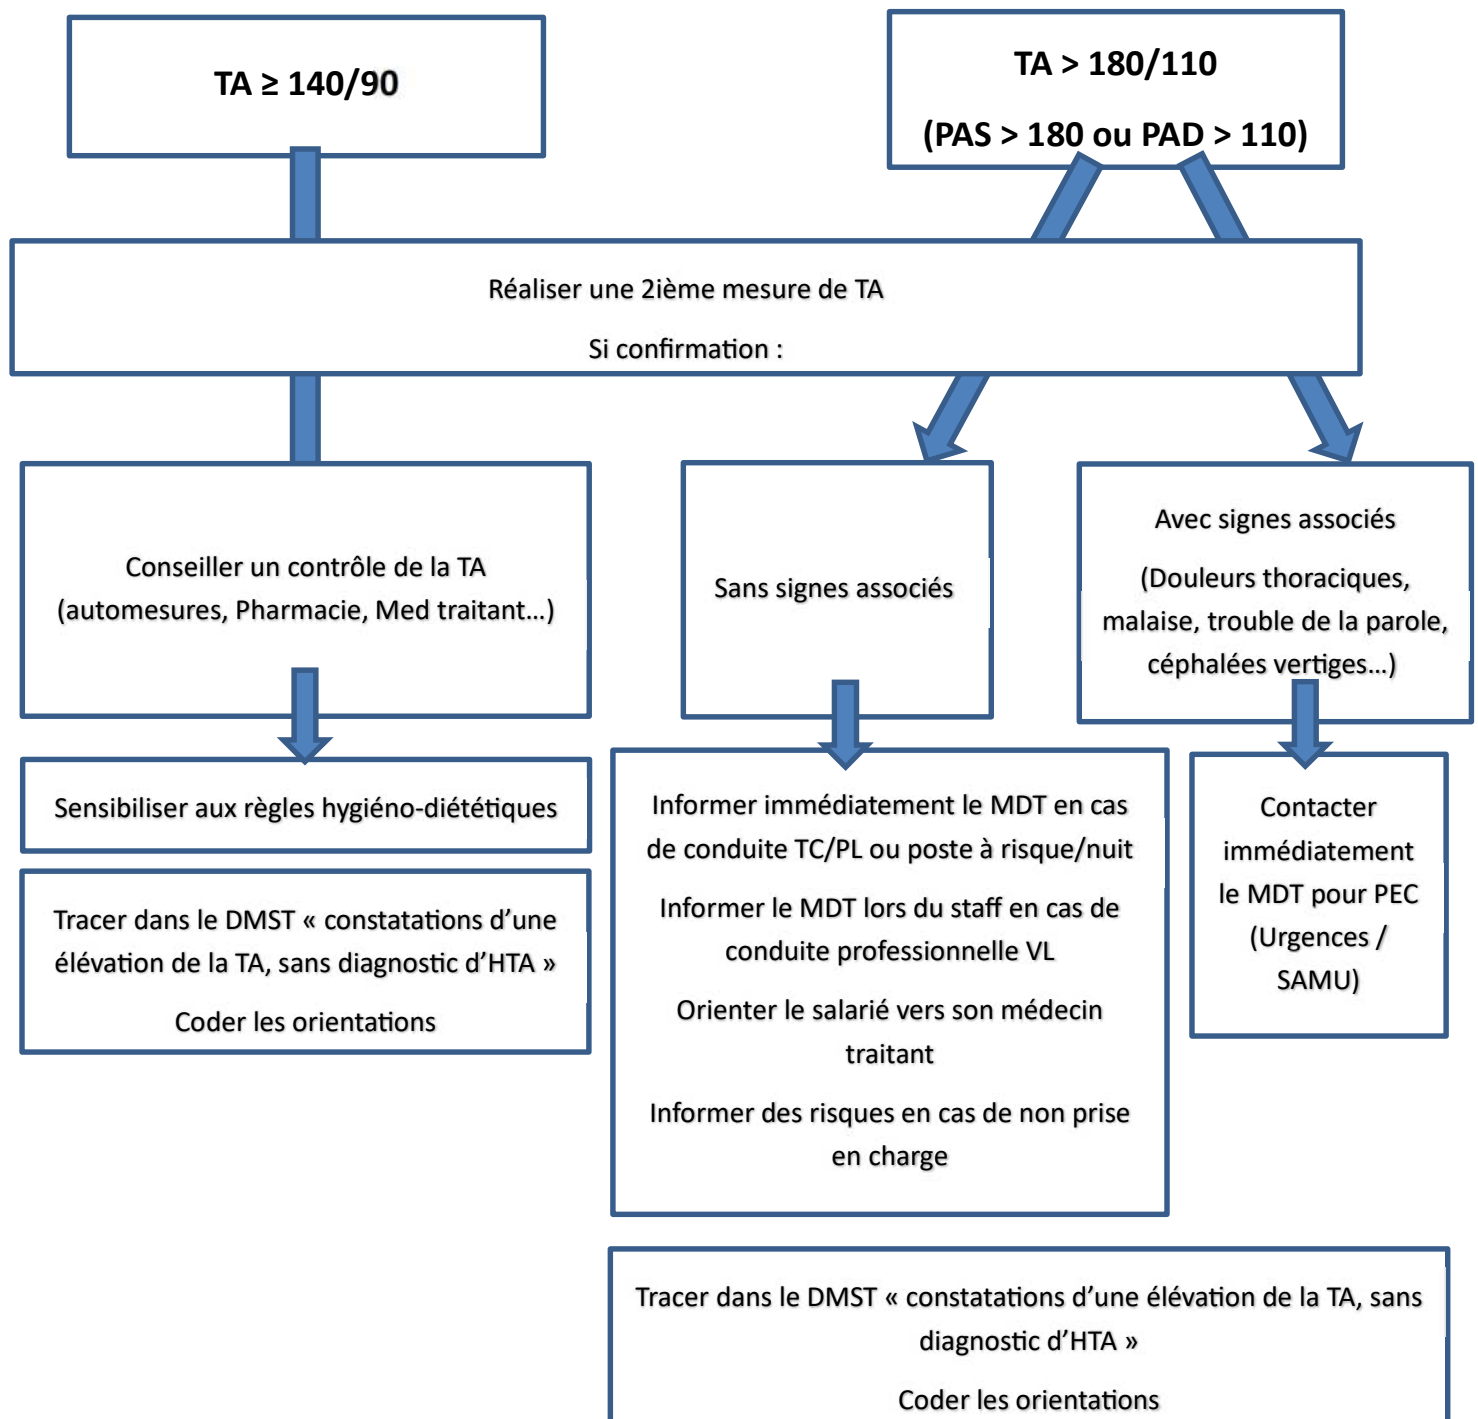 TA ≥ 140/90
TA > 180/110
(PAS > 180 ou PAD > 110)
Réaliser une 2ième mesure de TA
Si confirmation :
Conseiller un contrôle de la TA
(automesures, Pharmacie, Med traitant…)
Sans signes associés
Avec signes associés
(Douleurs thoraciques,
malaise, trouble de la parole,
céphalées vertiges…)
Sensibiliser aux règles hygiéno-diététiques
Tracer dans le DMST « constatations d’une
élévation de la TA, sans diagnostic d’HTA »
Coder les orientations
Informer immédiatement le MDT en cas
de conduite TC/PL ou poste à risque/nuit
Informer le MDT lors du staff en cas de
conduite professionnelle VL
Orienter le salarié vers son médecin
traitant
Informer des risques en cas de non prise
en charge
Contacter
immédiatement
le MDT pour PEC
(Urgences /
SAMU)
Tracer dans le DMST « constatations d’une élévation de la TA, sans
diagnostic d’HTA »
Coder les orientations